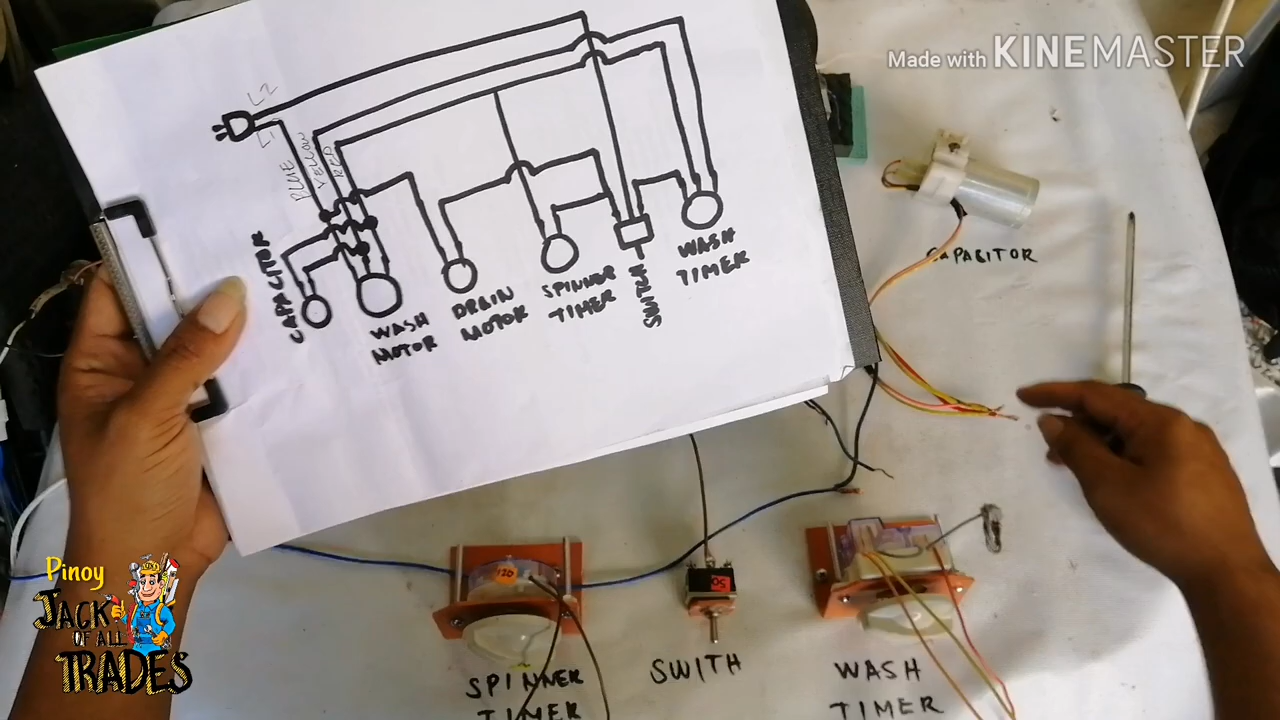 Made with KINEMASTER
L2
BLUE
YELLOW
RED
CAPACITOR
WASH
MOTOR
DRAIN
MOTOR
SPINNER
TIMER
SWITCH
WASH
TIMER
CAPACITOR
120
SPINNER
TIMER
SWITH
WASH
TIMER
Pinoy
JACK
OF ALL
TRADES